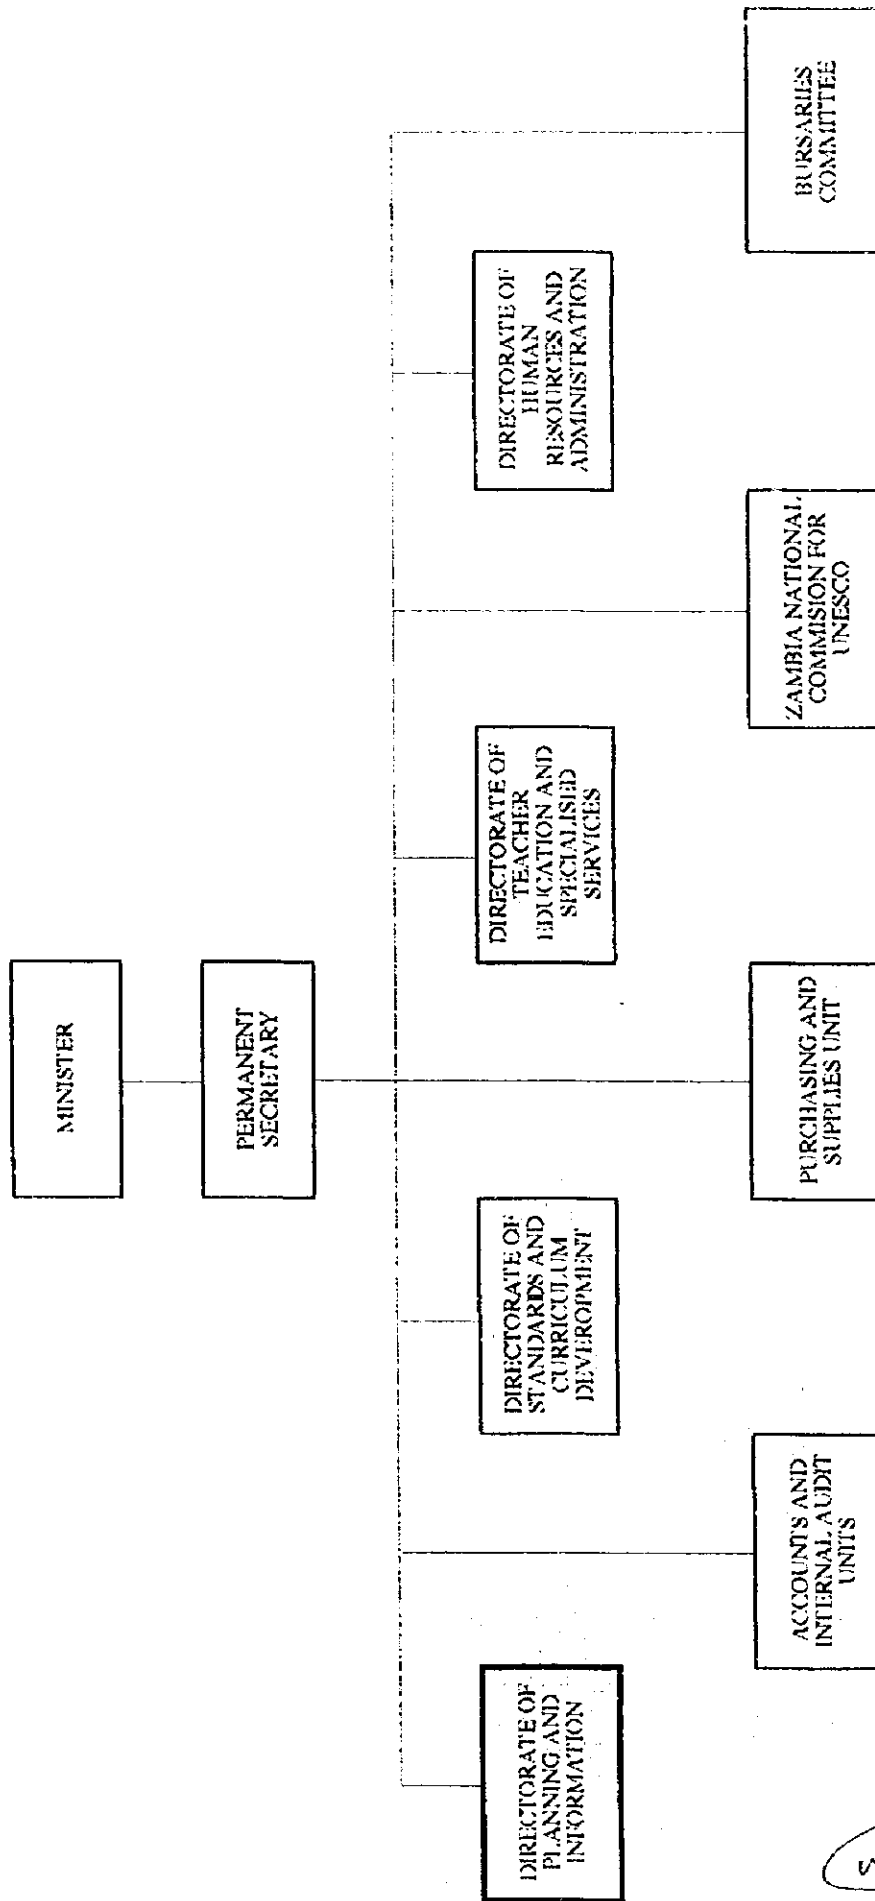 MINISTER
PERMANENT
SECRETARY
DIRECTORATE OF
PLANNING AND
INFORMATION
DIRECTORATE OF
STANDARDS AND
CURRICULUM
DEVEROPMENT
DIRECTORATE OF
TEACHER
EDUCATION AND
SPECIALISED
SERVICES
DIRECTORATE OF
HUMAN
RESOURCES AND
ADMINISTRATION
ACCOUNTS AND
INTERNAL AUDIT
UNITS
PURCHASING AND
SUPPLIES UNIT
ZAMBIA NATIONAL
COMMISION FOR
UNESCO
BURSARIES
COMMITTEE